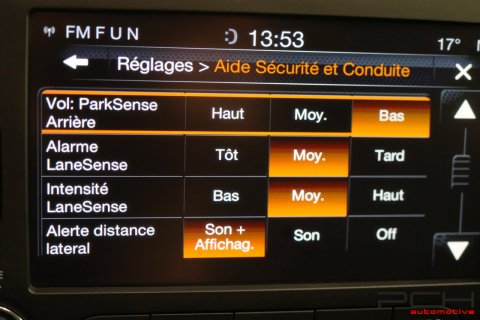 FM FUN 13:53 17°
Réglages > Aide Sécurité et Conduite
Vol: ParkSense Arrière
Haut Moy. Bas
Alarme LaneSense
Tôt Moy. Tard
Intensité LaneSense
Bas Moy. Haut
Alerte distance lateral
Son + Affichag. Son Off
PCH
automotive